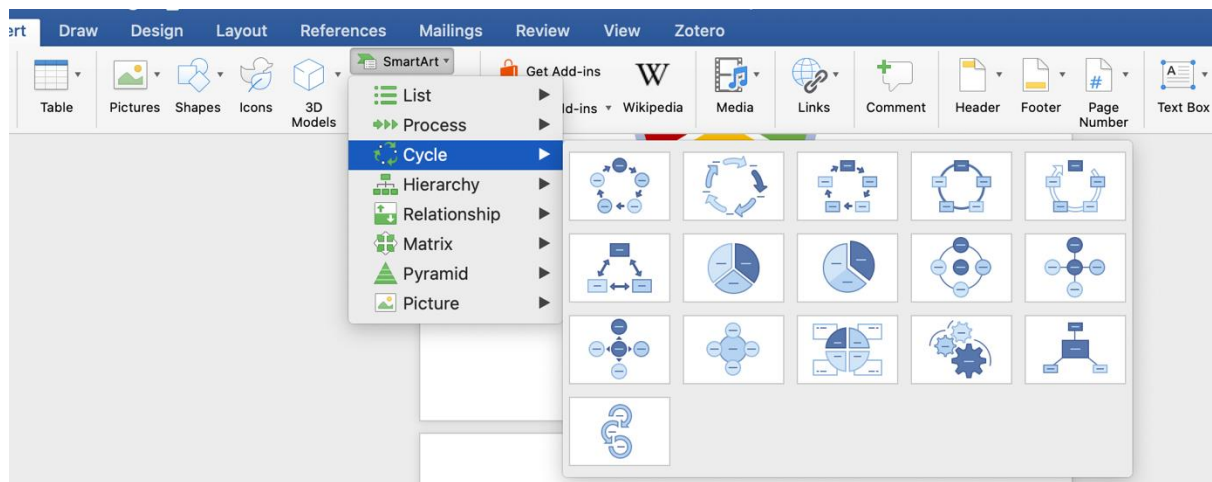 ert Draw Design Layout References Mailings Review View Zotero
SmartArt
Get Add-ins
Table Pictures Shapes Icons 3D Models
dd-ins Wikipedia Media Links Comment Header Footer Page Number Text Box
List
Process
Cycle
Hierarchy
Relationship
Matrix
Pyramid
Picture
W
A
#